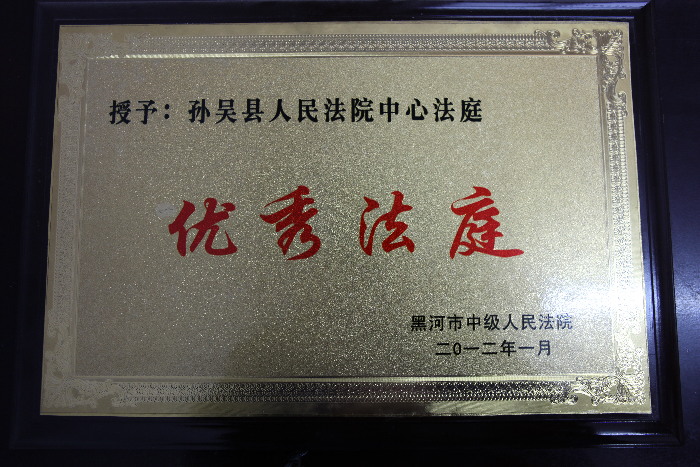 授予：孙吴县人民法院中心法庭
优秀法庭
黑河市中级人民法院
二0一二年一月